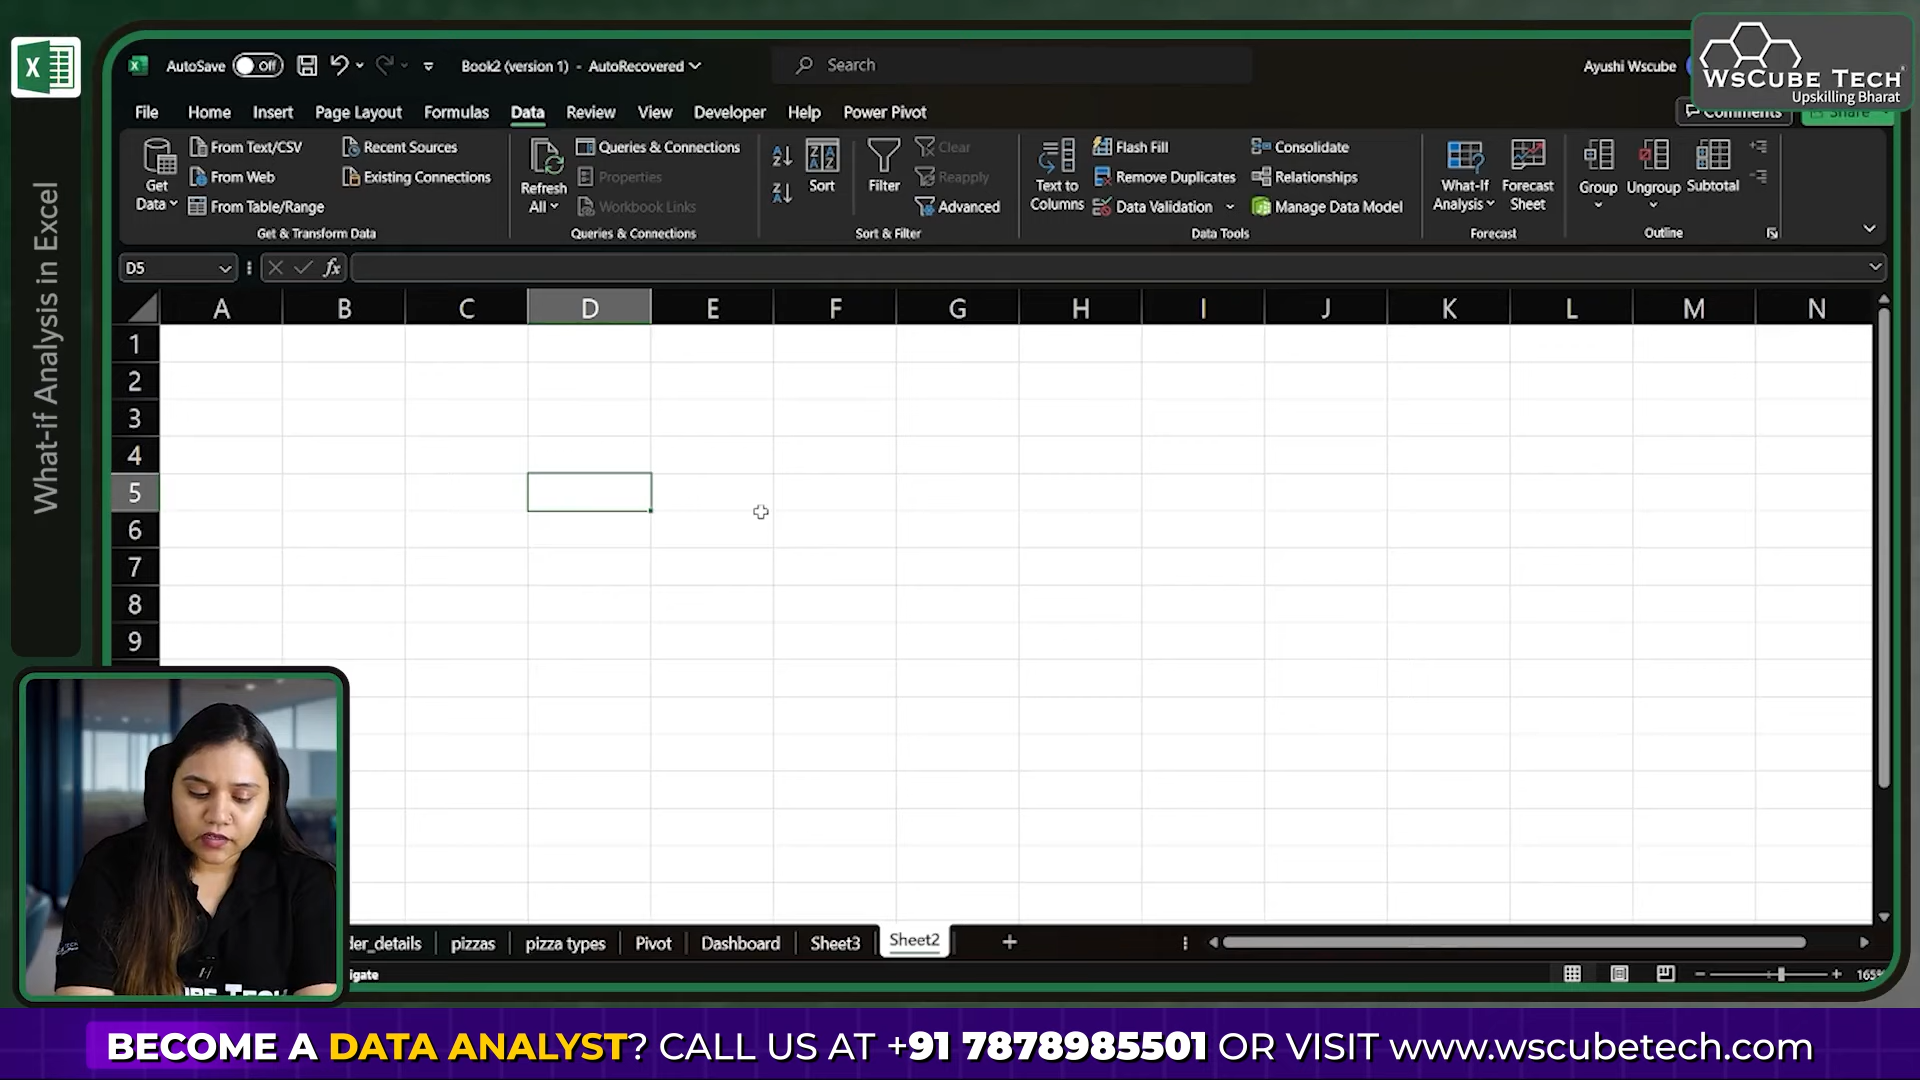 What-if Analysis in Excel
AutoSave Off Book2 (version 1) - AutoRecovered Search Ayushi Wscube
WsCube Tech
Upskilling Bharat
File Home Insert Page Layout Formulas Data Review View Developer Help Power Pivot Comments Share
Get Data
From Text/CSV
From Web
From Table/Range
Recent Sources
Existing Connections
Get & Transform Data
Refresh All
Queries & Connections
Properties
Workbook Links
Queries & Connections
Sort
Filter
Clear
Reapply
Advanced
Sort & Filter
Text to Columns
Flash Fill
Remove Duplicates
Data Validation
Consolidate
Relationships
Manage Data Model
Data Tools
What-If Analysis
Forecast Sheet
Forecast
Group
Ungroup
Subtotal
Outline
D5 fx
A B C D E F G H I J K L M N
1
2
3
4
5
6
7
8
9
der_details pizzas pizza types Pivot Dashboard Sheet3 Sheet2
igate 165%
BECOME A DATA ANALYST? CALL US AT +91 7878985501 OR VISIT www.wscubetech.com